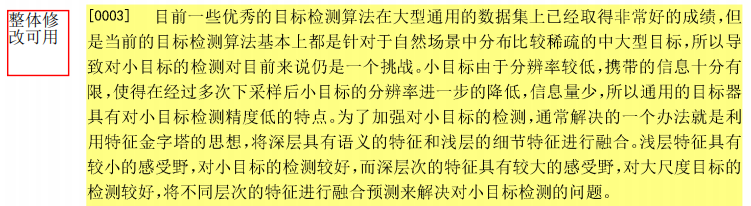 整体修
改可用
[0003] 目前一些优秀的目标检测算法在大型通用的数据集上已经取得非常好的成绩,但
是当前的目标检测算法基本上都是针对于自然场景中分布比较稀疏的中大型目标,所以导
致对小目标的检测对目前来说仍是一个挑战。小目标由于分辨率较低,携带的信息十分有
限,使得在经过多次下采样后小目标的分辨率进一步的降低,信息量少,所以通用的目标器
具有对小目标检测精度低的特点。为了加强对小目标的检测,通常解决的一个办法就是利
用特征金字塔的思想,将深层具有语义的特征和浅层的细节特征进行融合。浅层特征具有
较小的感受野,对小目标的检测较好,而深层次的特征具有较大的感受野,对大尺度目标的
检测较好,将不同层次的特征进行融合预测来解决对小目标检测的问题。